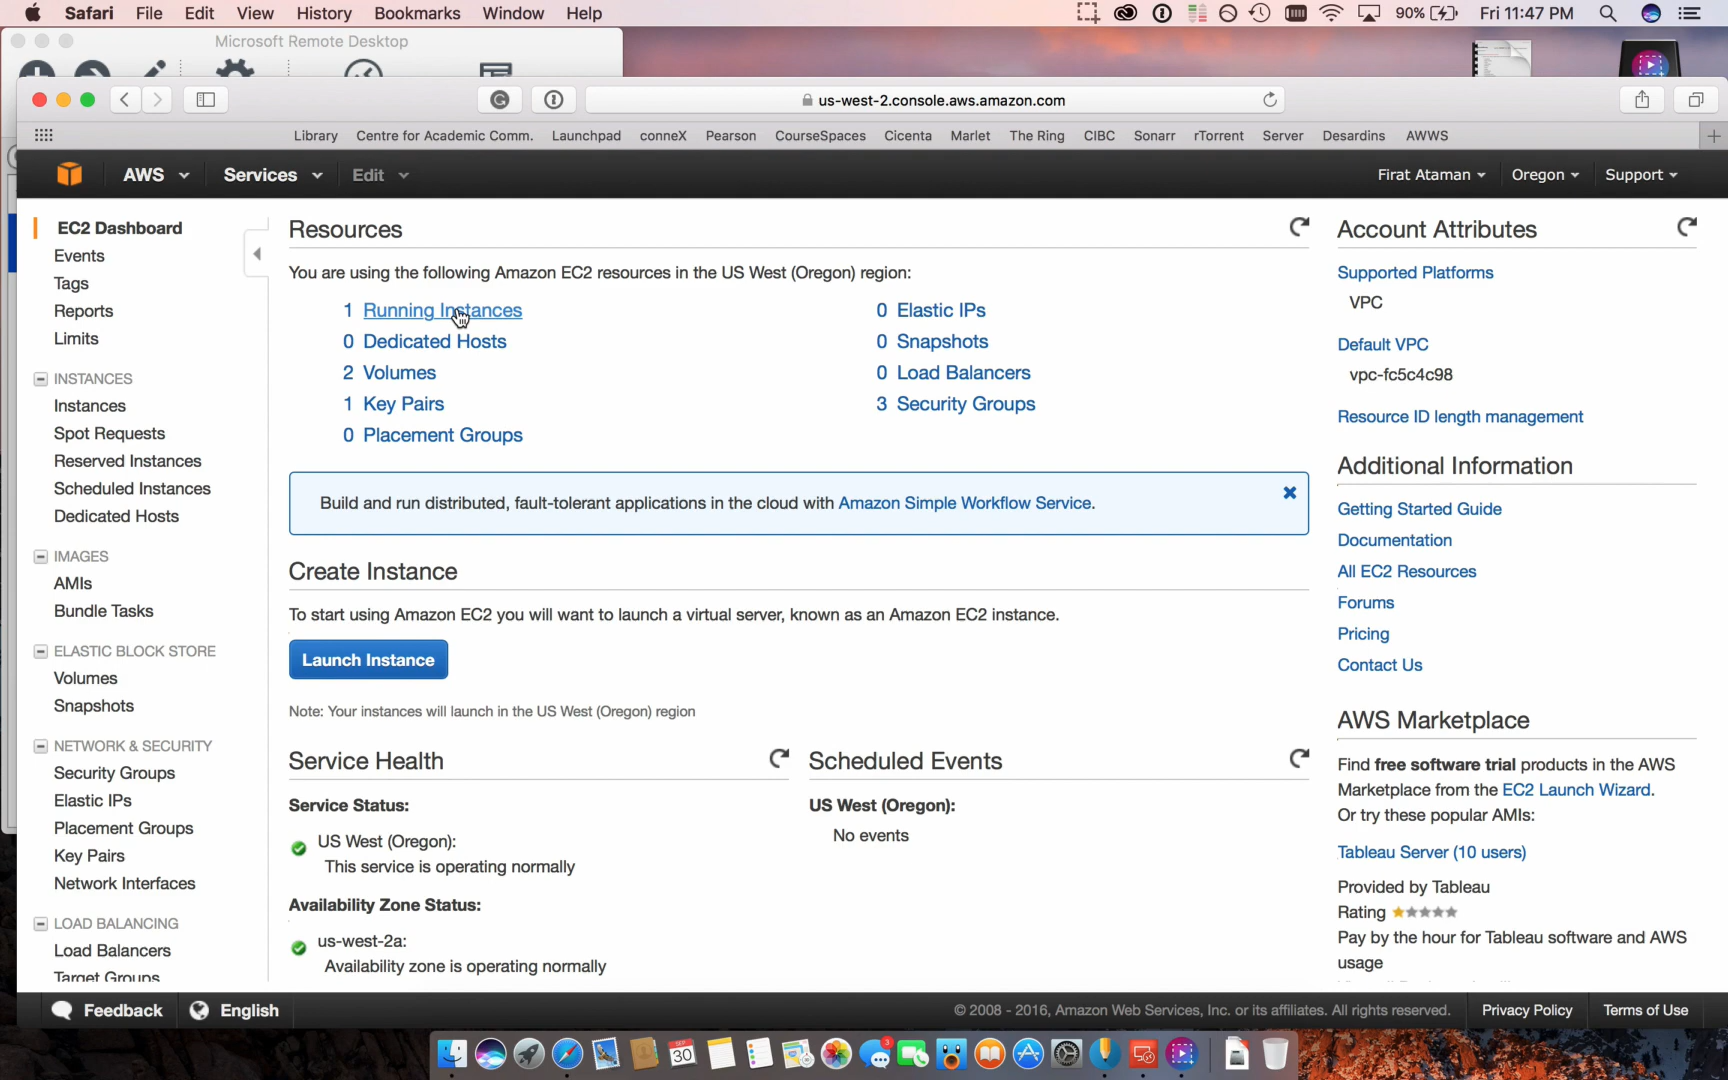 Safari File Edit View History Bookmarks Window Help 90% Fri 11:47 PM
Microsoft Remote Desktop
us-west-2.console.aws.amazon.com
Library Centre for Academic Comm. Launchpad conneX Pearson CourseSpaces Cicenta Marlet The Ring CIBC Sonarr rTorrent Server Desardins AWWS
AWS Services Edit Firat Ataman Oregon Support
EC2 Dashboard
Events
Tags
Reports
Limits
INSTANCES
Instances
Spot Requests
Reserved Instances
Scheduled Instances
Dedicated Hosts
IMAGES
AMIs
Bundle Tasks
ELASTIC BLOCK STORE
Volumes
Snapshots
NETWORK & SECURITY
Security Groups
Elastic IPs
Placement Groups
Key Pairs
Network Interfaces
LOAD BALANCING
Load Balancers
Target Groups
Resources
You are using the following Amazon EC2 resources in the US West (Oregon) region:
1 Running Instances
0 Dedicated Hosts
2 Volumes
1 Key Pairs
0 Placement Groups
0 Elastic IPs
0 Snapshots
0 Load Balancers
3 Security Groups
Build and run distributed, fault-tolerant applications in the cloud with Amazon Simple Workflow Service.
Create Instance
To start using Amazon EC2 you will want to launch a virtual server, known as an Amazon EC2 instance.
Launch Instance
Note: Your instances will launch in the US West (Oregon) region
Service Health
Service Status:
US West (Oregon):
This service is operating normally
Availability Zone Status:
us-west-2a:
Availability zone is operating normally
Scheduled Events
US West (Oregon):
No events
Account Attributes
Supported Platforms
VPC
Default VPC
vpc-fc5c4c98
Resource ID length management
Additional Information
Getting Started Guide
Documentation
All EC2 Resources
Forums
Pricing
Contact Us
AWS Marketplace
Find free software trial products in the AWS
Marketplace from the EC2 Launch Wizard.
Or try these popular AMIs:
Tableau Server (10 users)
Provided by Tableau
Rating
Pay by the hour for Tableau software and AWS
usage
Feedback English © 2008 - 2016, Amazon Web Services, Inc. or its affiliates. All rights reserved. Privacy Policy Terms of Use
SEP
30
3